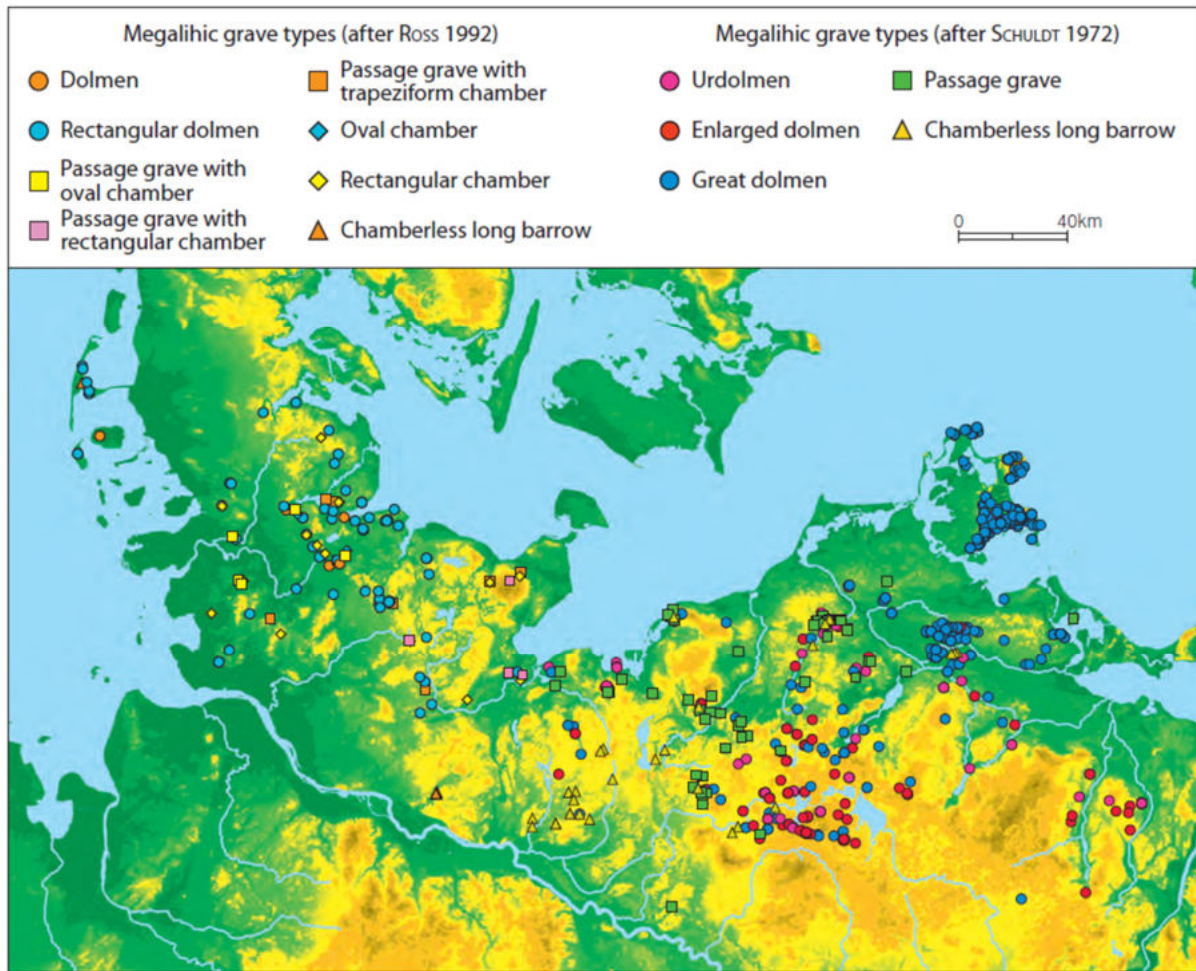 Megalihic grave types (after ROSS 1992)
Dolmen
Rectangular dolmen
Passage grave with
oval chamber
Passage grave with
rectangular chamber
Passage grave with
trapeziform chamber
Oval chamber
Rectangular chamber
Chamberless long barrow
Megalihic grave types (after SCHULDT 1972)
Urdolmen
Enlarged dolmen
Great dolmen
Passage grave
Chamberless long barrow
0 40km